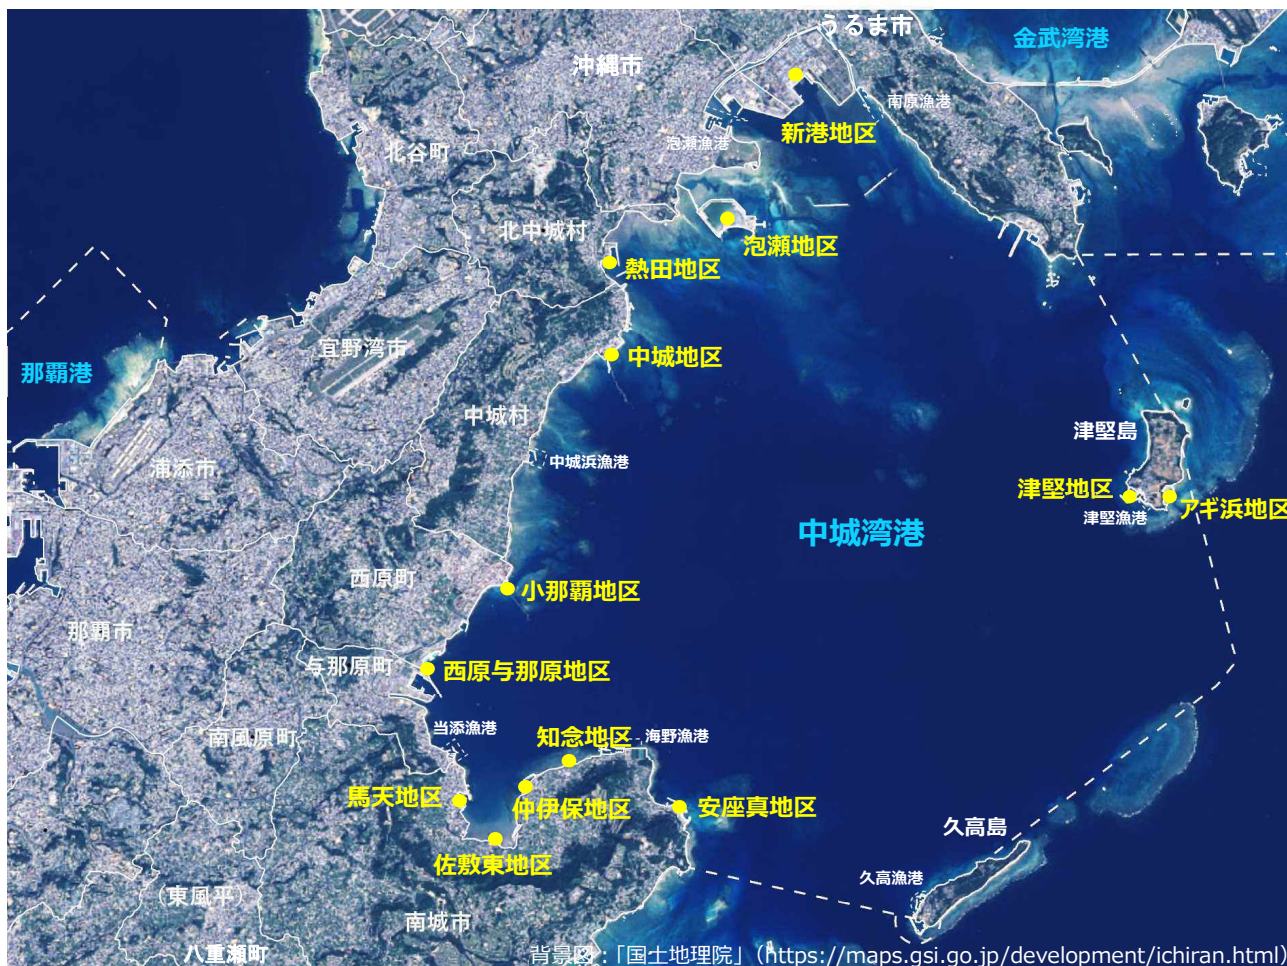 うるま市
金武湾港
沖縄市
南原漁港
新港地区
泡瀬漁港
北谷町
北中城村
泡瀬地区
熱田地区
宜野湾市
中城地区
那覇港
中城村
津堅島
中城浜漁港
浦添市
津堅地区
アギ浜地区
津堅漁港
中城湾港
西原町
小那覇地区
那覇市
与那原町
西原与那原地区
当添漁港
南風原町
知念地区
海野漁港
馬天地区
仲伊保地区
安座真地区
久高島
佐敷東地区
久高漁港
(東風平)
南城市
八重瀬町
背景図:「国土地理院」(https://maps.gsi.go.jp/development/ichiran.html)